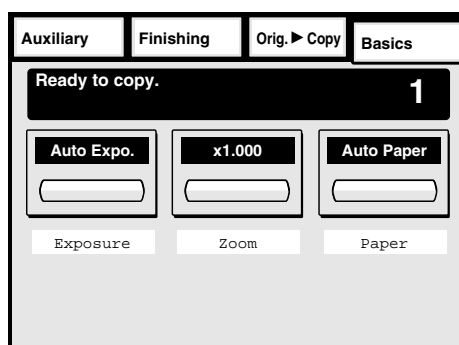 Auxiliary Finishing Orig.►Copy Basics
Ready to copy. 1
Auto Expo. x1.000 Auto Paper
Exposure Zoom Paper